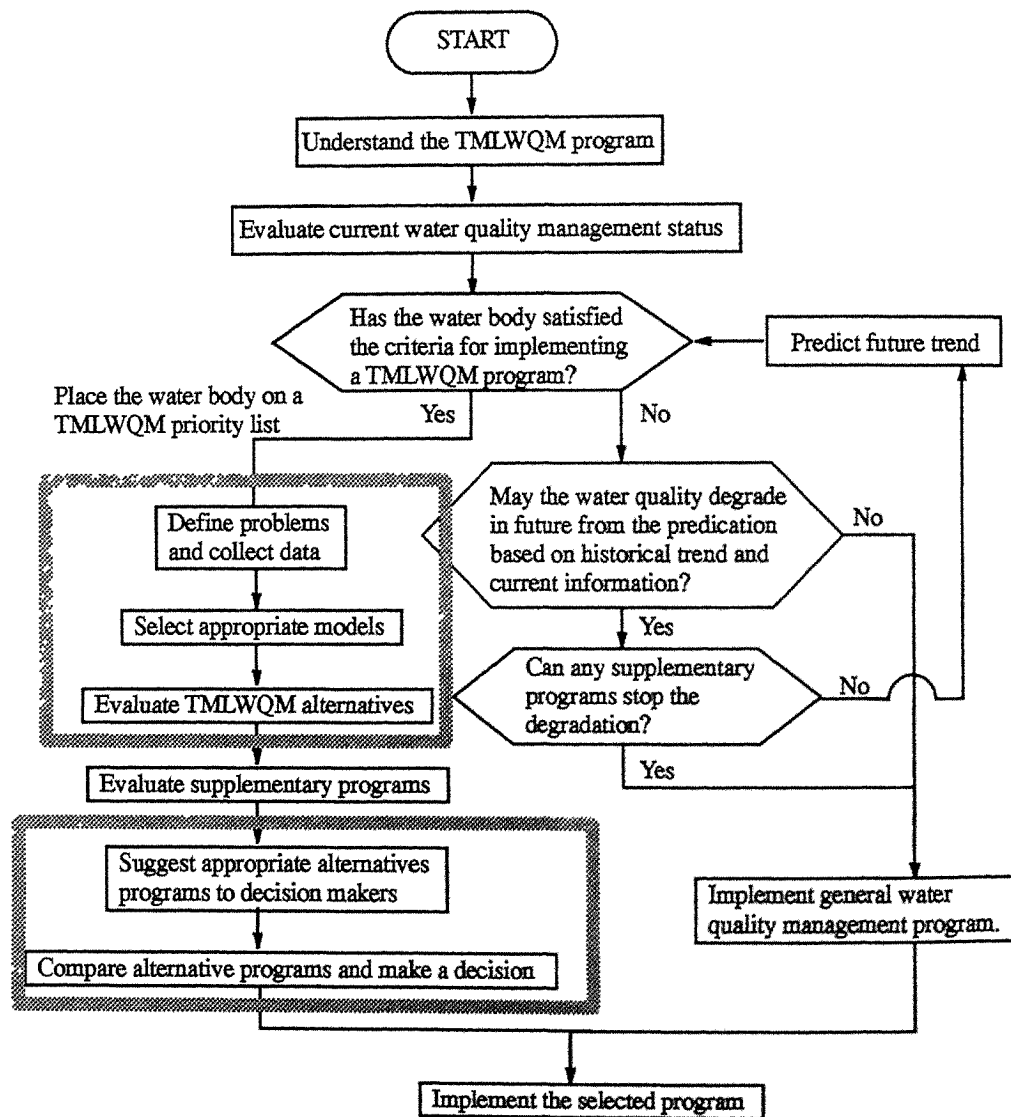 START
Understand the TMLWQM program
Evaluate current water quality management status
Has the water body satisfied
the criteria for implementing
a TMLWQM program?
Predict future trend
Place the water body on a
TMLWQM priority list
Yes
No
Define problems
and collect data
May the water quality degrade
in future from the predication
based on historical trend and
current information?
No
Select appropriate models
Yes
Evaluate TMLWQM alternatives
Can any supplementary
programs stop the
degradation?
No
Evaluate supplementary programs
Yes
Suggest appropriate alternatives
programs to decision makers
Implement general water
quality management program.
Compare alternative programs and make a decision
Implement the selected program